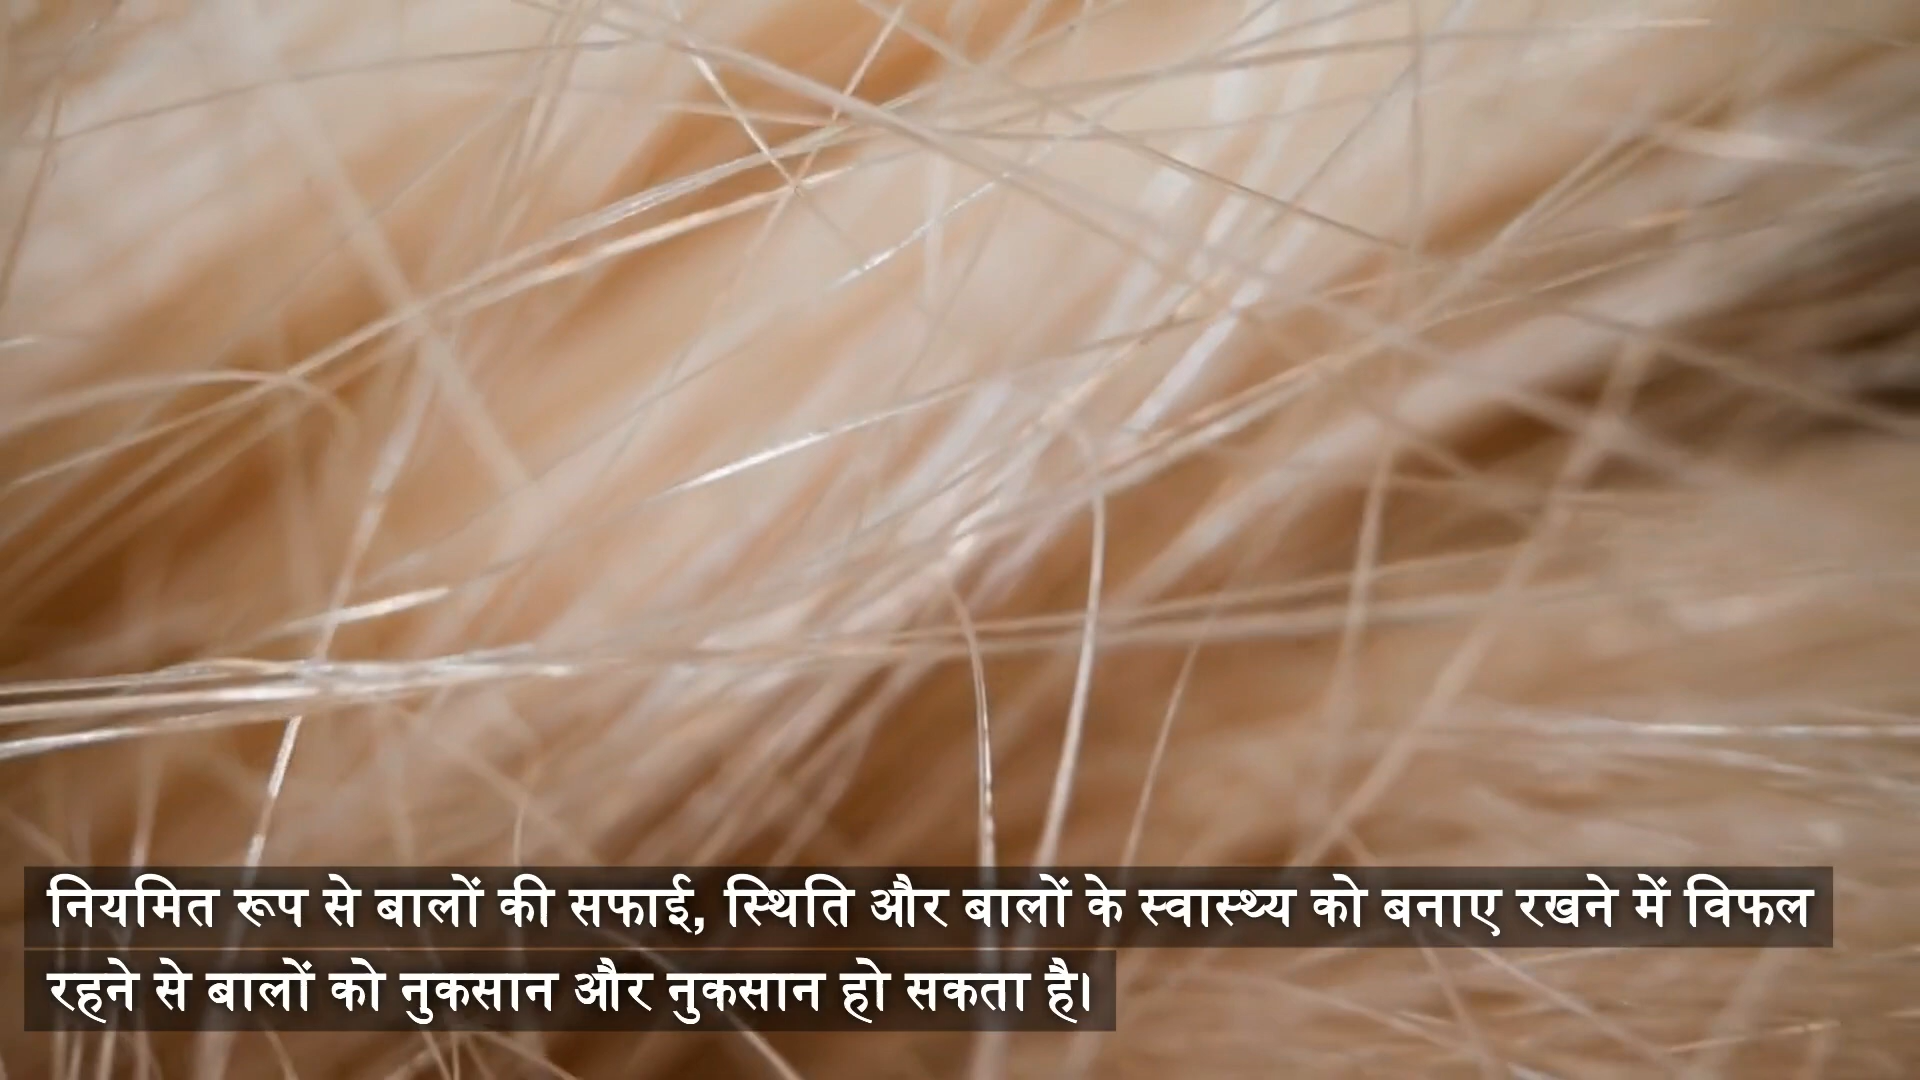 नियमित रूप से बालों की सफाई, स्थिति और बालों के स्वास्थ्य को बनाए रखने में विफल
रहने से बालों को नुकसान और नुकसान हो सकता है।